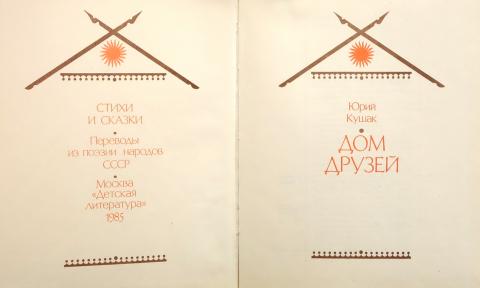 СТИХИ
И СКАЗКИ
Переводы
из поэзии народов
СССР
Москва
«Детская
литература»
1985
Юрий
Кушак
ДОМ
ДРУЗЕЙ